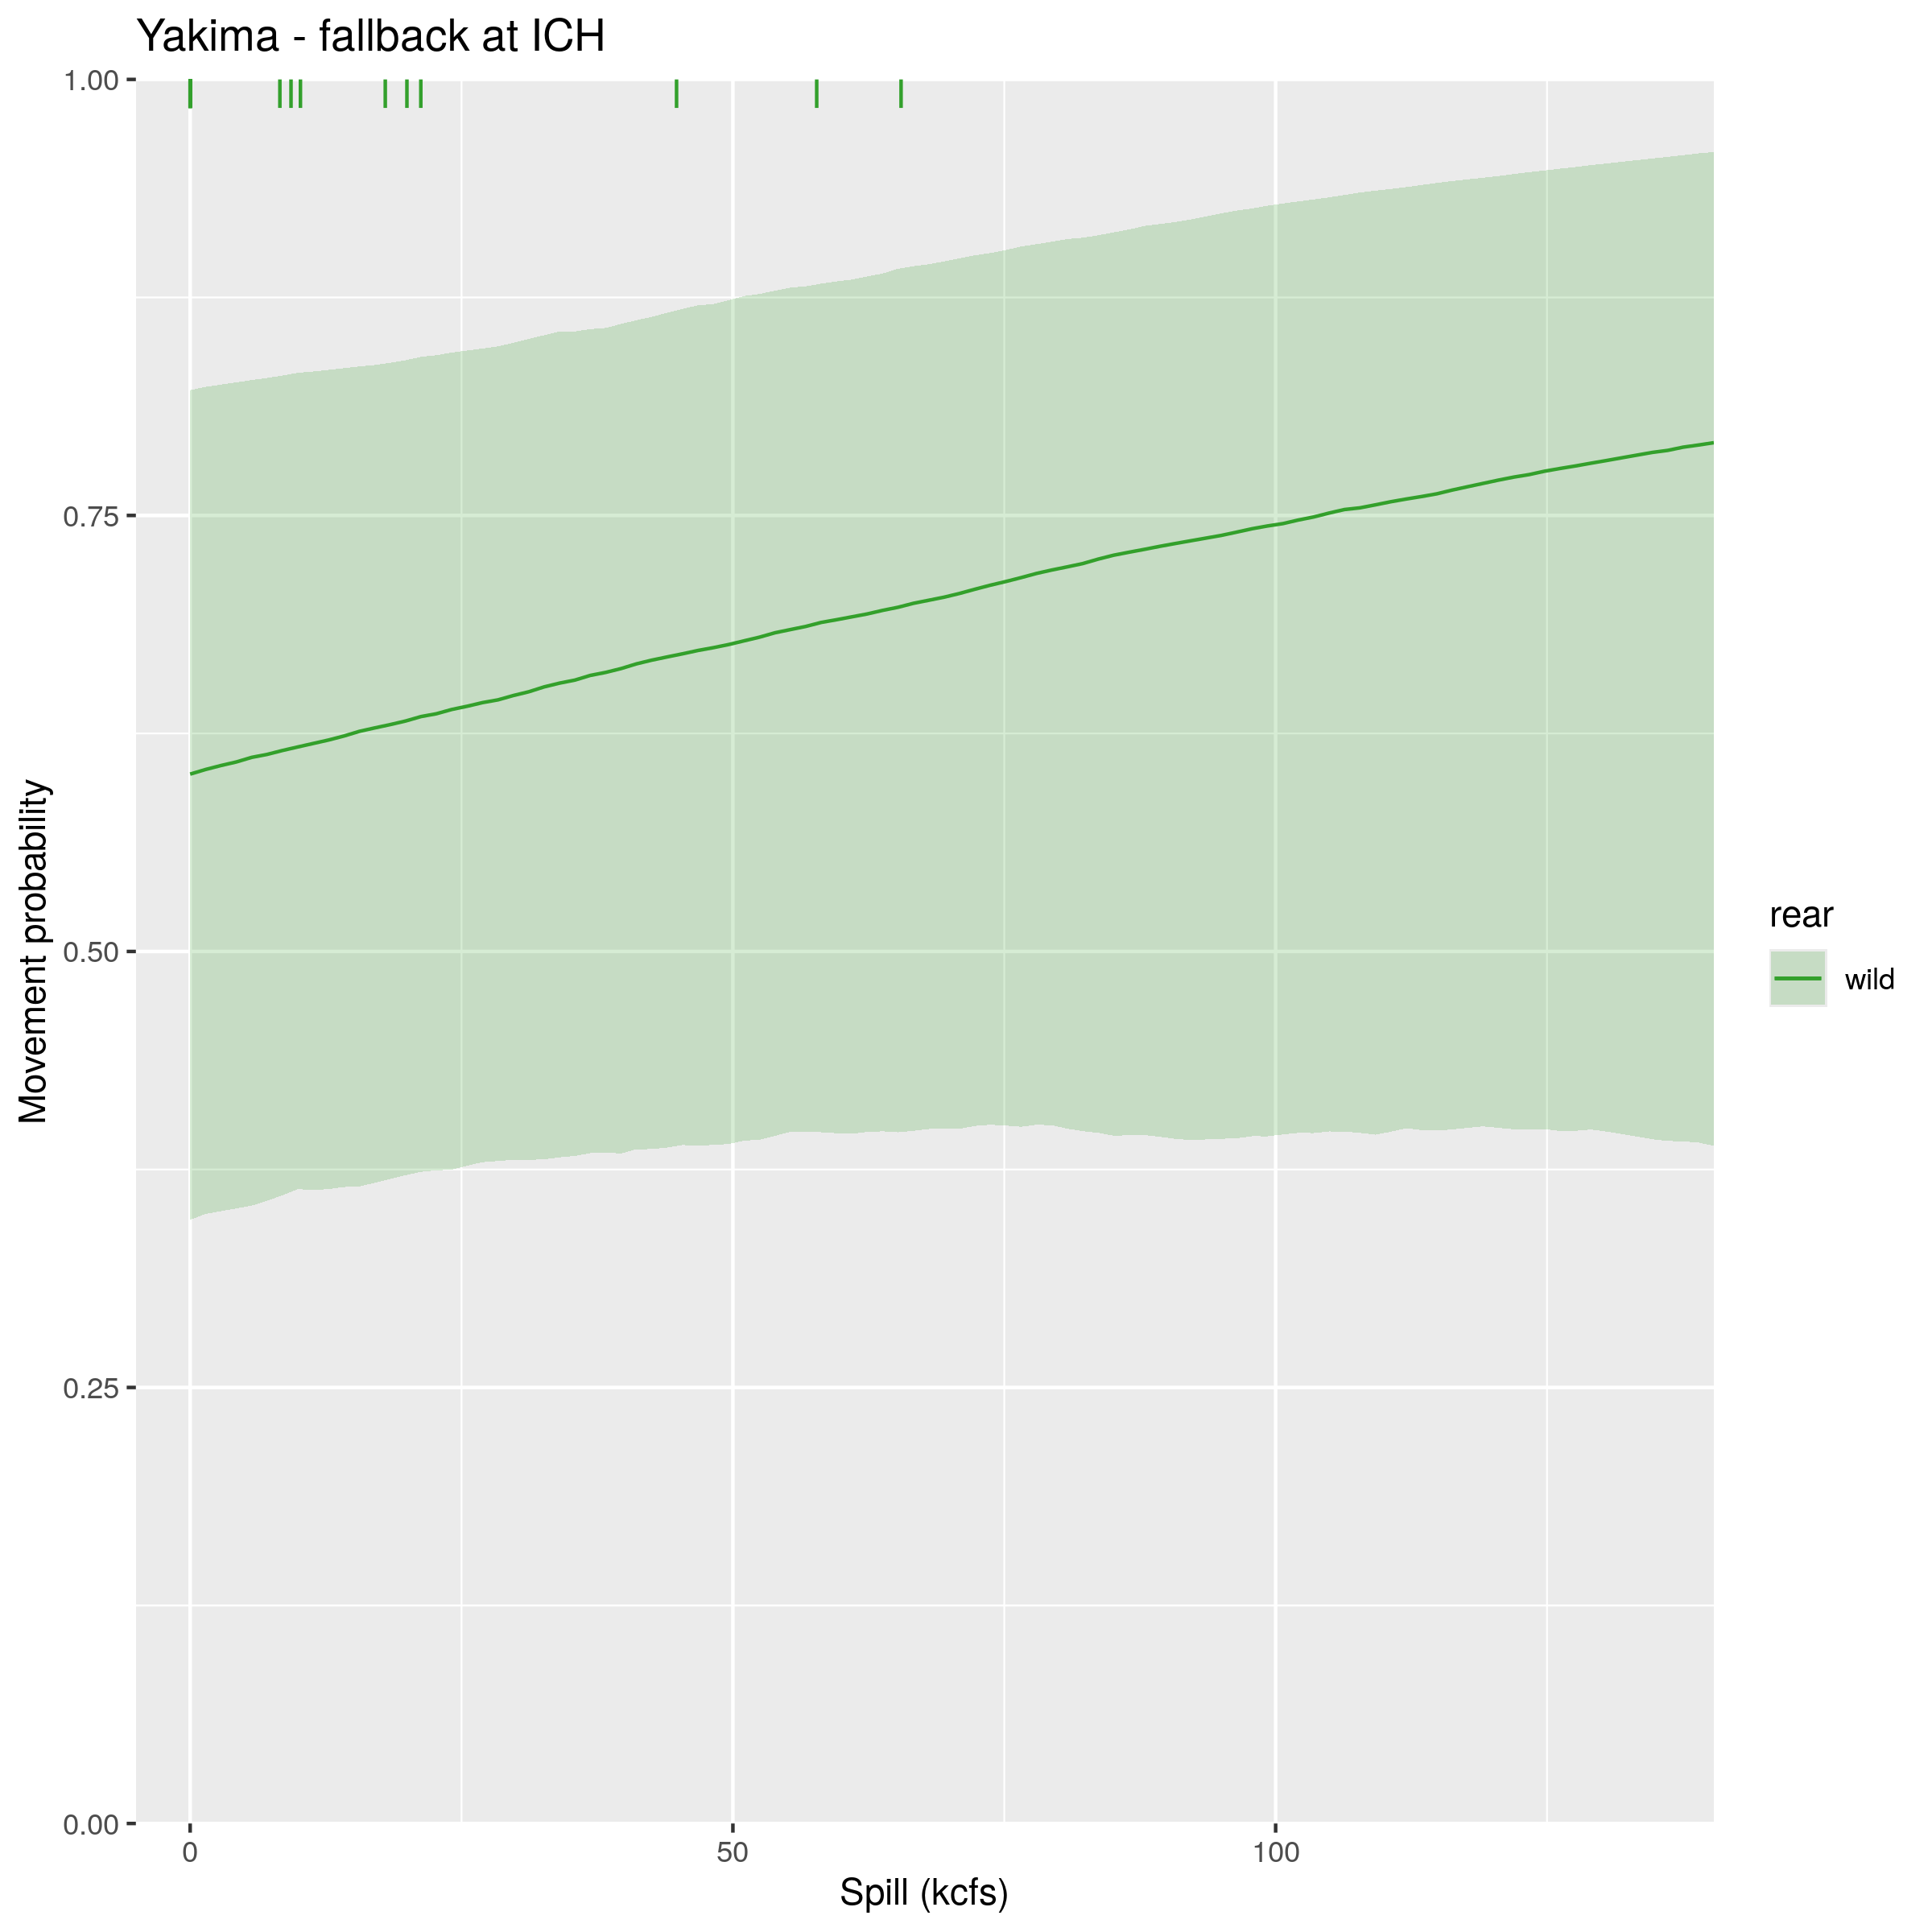 Yakima - fallback at ICH
1.00
0.75
0.50
0.25
0.00
Movement probability
0
50
100
Spill (kcfs)
rear
wild